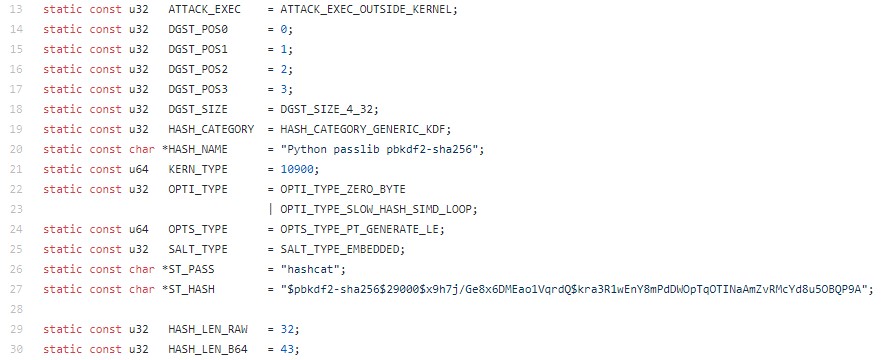 13 static const u32 ATTACK_EXEC = ATTACK_EXEC_OUTSIDE_KERNEL;
14 static const u32 DGST_POS0 = 0;
15 static const u32 DGST_POS1 = 1;
16 static const u32 DGST_POS2 = 2;
17 static const u32 DGST_POS3 = 3;
18 static const u32 DGST_SIZE = DGST_SIZE_4_32;
19 static const u32 HASH_CATEGORY = HASH_CATEGORY_GENERIC_KDF;
20 static const char *HASH_NAME = "Python passlib pbkdf2-sha256";
21 static const u64 KERN_TYPE = 10900;
22 static const u32 OPTI_TYPE = OPTI_TYPE_ZERO_BYTE
23 | OPTI_TYPE_SLOW_HASH_SIMD_LOOP;
24 static const u64 OPTS_TYPE = OPTS_TYPE_PT_GENERATE_LE;
25 static const u32 SALT_TYPE = SALT_TYPE_EMBEDDED;
26 static const char *ST_PASS = "hashcat";
27 static const char *ST_HASH = "$pbkdf2-sha256$29000$x9h7j/Ge8x6DMEao1VqrdQ$kra3R1wEnY8mPdDWOpTqOTINaAmZvRMcYd8u5OBQP9A";
28
29 static const u32 HASH_LEN_RAW = 32;
30 static const u32 HASH_LEN_B64 = 43;